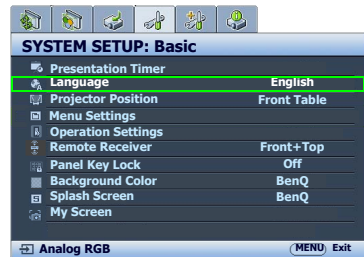 SYSTEM SETUP: Basic
Presentation Timer
Language English
Projector Position Front Table
Menu Settings
Operation Settings
Remote Receiver Front+Top
Panel Key Lock Off
Background Color BenQ
Splash Screen BenQ
My Screen
Analog RGB MENU Exit